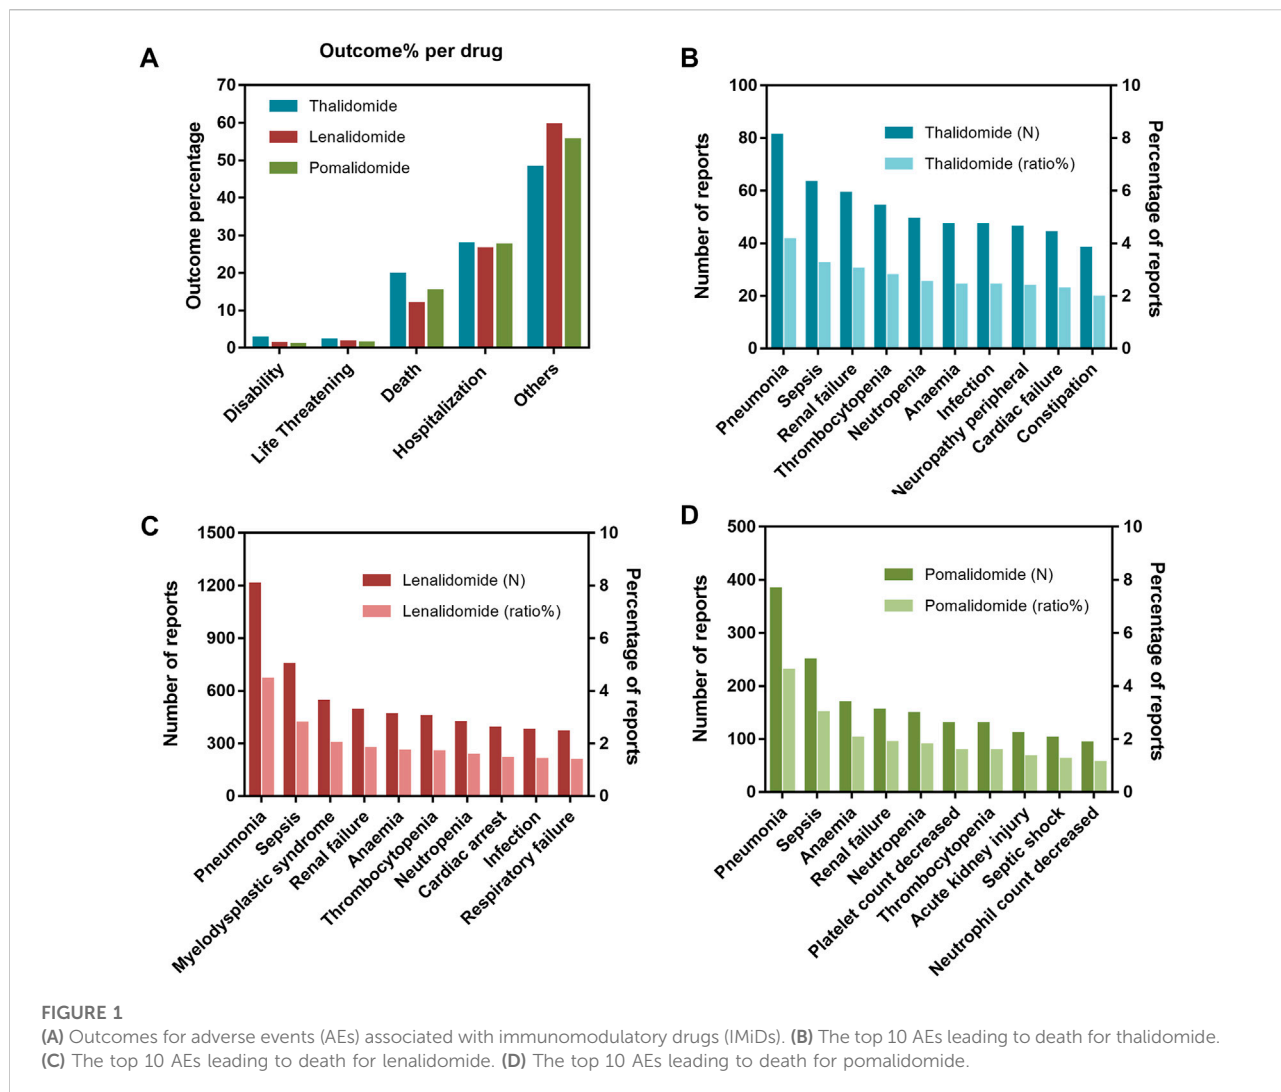 A
Outcome% per drug
Outcome percentage
70
60
50
40
30
20
10
0
Thalidomide
Lenalidomide
Pomalidomide
Disability
Life Threatening
Death
Hospitalization
Others
B
Number of reports
100
80
60
40
20
0
Thalidomide (N)
Thalidomide (ratio%)
10
8
6
4
2
0
Percentage of reports
Pneumonia
Sepsis
Renal failure
Thrombocytopenia
Neutropenia
Anaemia
Infection
Neuropathy peripheral
Cardiac failure
Constipation
C
Number of reports
1500
1200
900
600
300
0
Lenalidomide (N)
Lenalidomide (ratio%)
10
8
6
4
2
0
Percentage of reports
Pneumonia
Sepsis
Myelodysplastic syndrome
Renal failure
Anaemia
Thrombocytopenia
Neutropenia
Cardiac arrest
Infection
Respiratory failure
D
Number of reports
500
400
300
200
100
0
Pomalidomide (N)
Pomalidomide (ratio%)
10
8
6
4
2
0
Percentage of reports
Pneumonia
Sepsis
Anaemia
Renal failure
Neutropenia
Platelet count decreased
Thrombocytopenia
Acute kidney injury
Septic shock
Neutrophil count decreased
FIGURE 1
(A) Outcomes for adverse events (AEs) associated with immunomodulatory drugs (IMiDs). (B) The top 10 AEs leading to death for thalidomide.
(C) The top 10 AEs leading to death for lenalidomide. (D) The top 10 AEs leading to death for pomalidomide.